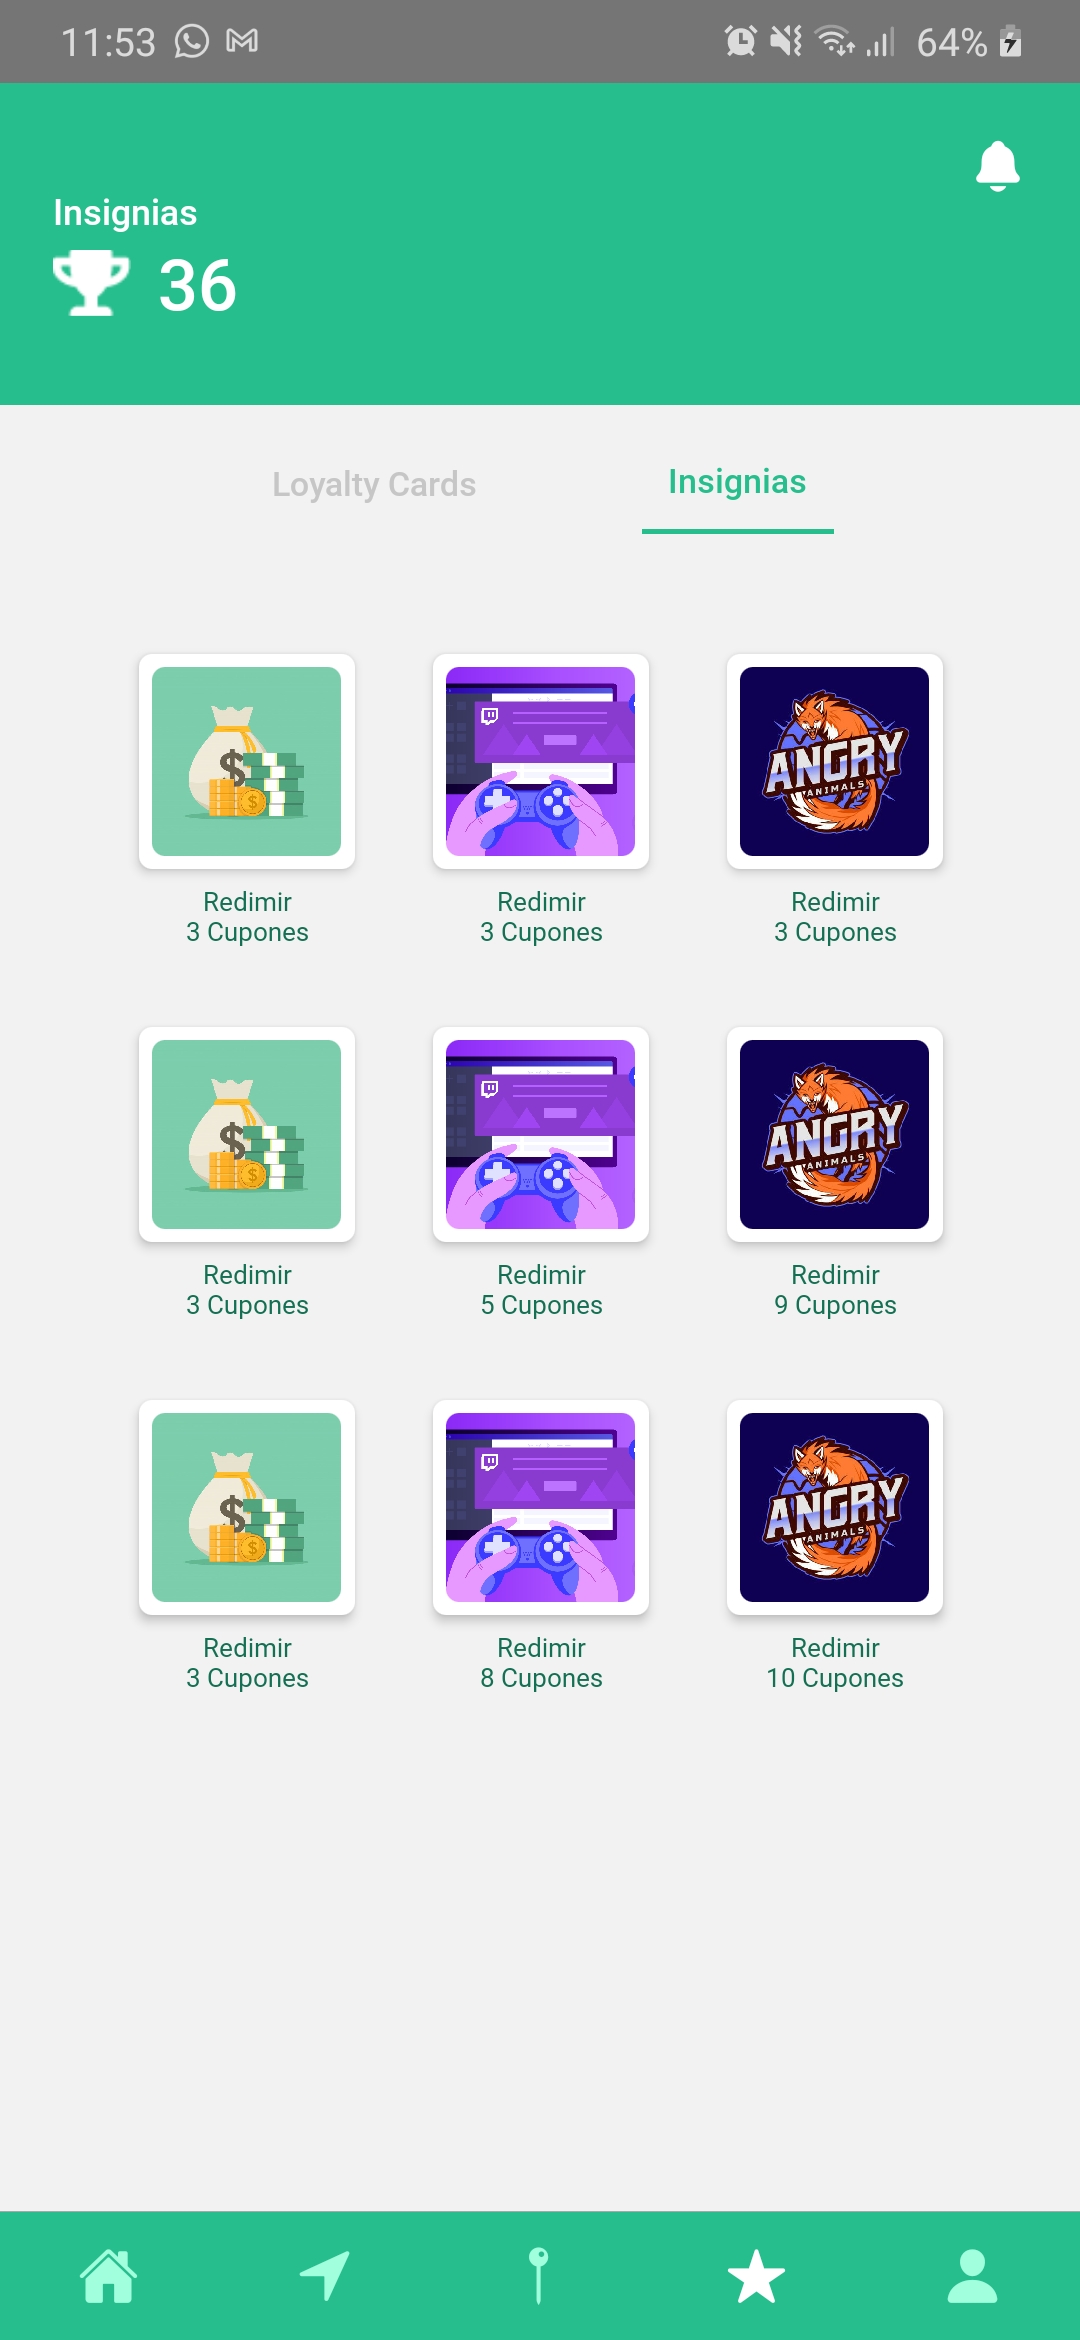 11:53
64%
Insignias
36
Loyalty Cards
Insignias
$
$
ANGRY
ANIMALS
Redimir
3 Cupones
Redimir
3 Cupones
Redimir
3 Cupones
$
$
ANGRY
ANIMALS
Redimir
3 Cupones
Redimir
5 Cupones
Redimir
9 Cupones
$
$
ANGRY
ANIMALS
Redimir
3 Cupones
Redimir
8 Cupones
Redimir
10 Cupones